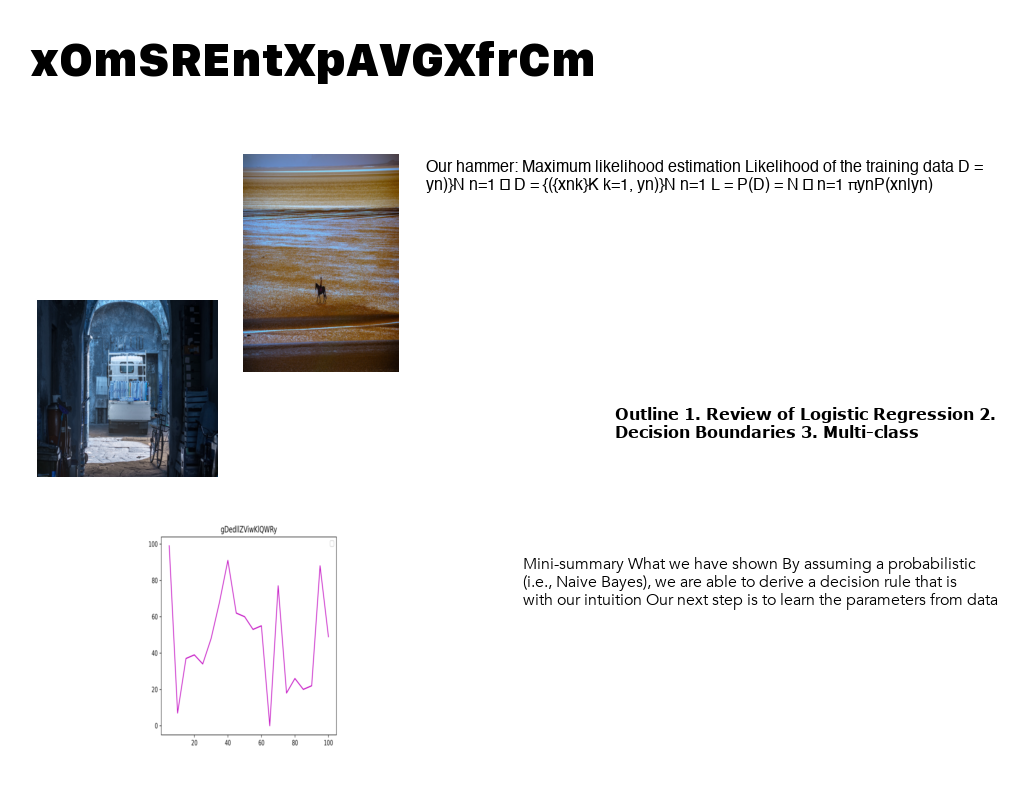 xOmSREntXpAVGXfrCm
Our hammer: Maximum likelihood estimation Likelihood of the training data D =
yn)}N n=1 □ D = {({xnk}K k=1, yn)}N n=1 L = P(D) = N □ n=1 πynP(xn|yn)
Outline 1. Review of Logistic Regression 2.
Decision Boundaries 3. Multi-class
Mini-summary What we have shown By assuming a probabilistic
(i.e., Naive Bayes), we are able to derive a decision rule that is
with our intuition Our next step is to learn the parameters from data
100
80
60
40
20
0
20 40 60 80 100